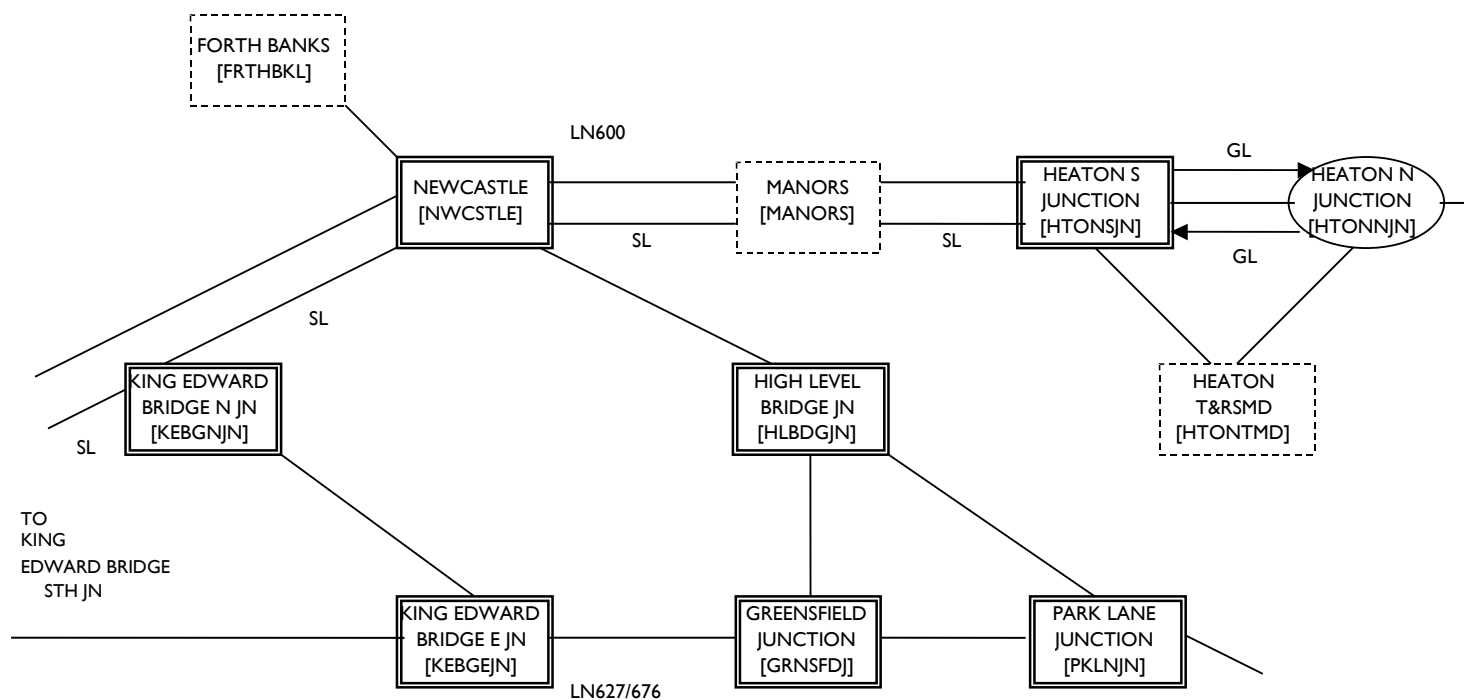 FORTH BANKS
[FRTHBKL]
LN600
NEWCASTLE
[NWCSTLE]
SL
MANORS
[MANORS]
SL
HEATON S
JUNCTION
[HTONSJN]
GL
GL
HEATON N
JUNCTION
[HTONNJN]
SL
KING EDWARD
BRIDGE N JN
[KEBGNJN]
SL
HIGH LEVEL
BRIDGE JN
[HLBDGJN]
HEATON
T&RSMD
[HTONTMD]
TO
KING
EDWARD BRIDGE
STH JN
KING EDWARD
BRIDGE E JN
[KEBGEJN]
GREENSFIELD
JUNCTION
[GRNSFDJ]
PARK LANE
JUNCTION
[PKLNJN]
LN627/676